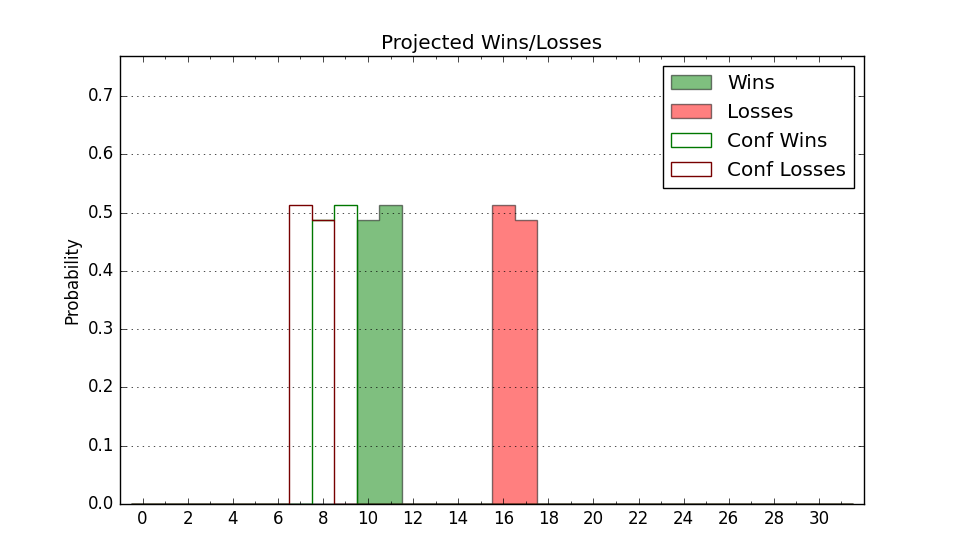 Projected Wins/Losses
Wins
Losses
Conf Wins
Conf Losses
Probability
0.7
0.6
0.5
0.4
0.3
0.2
0.1
0.0
0 2 4 6 8 10 12 14 16 18 20 22 24 26 28 30